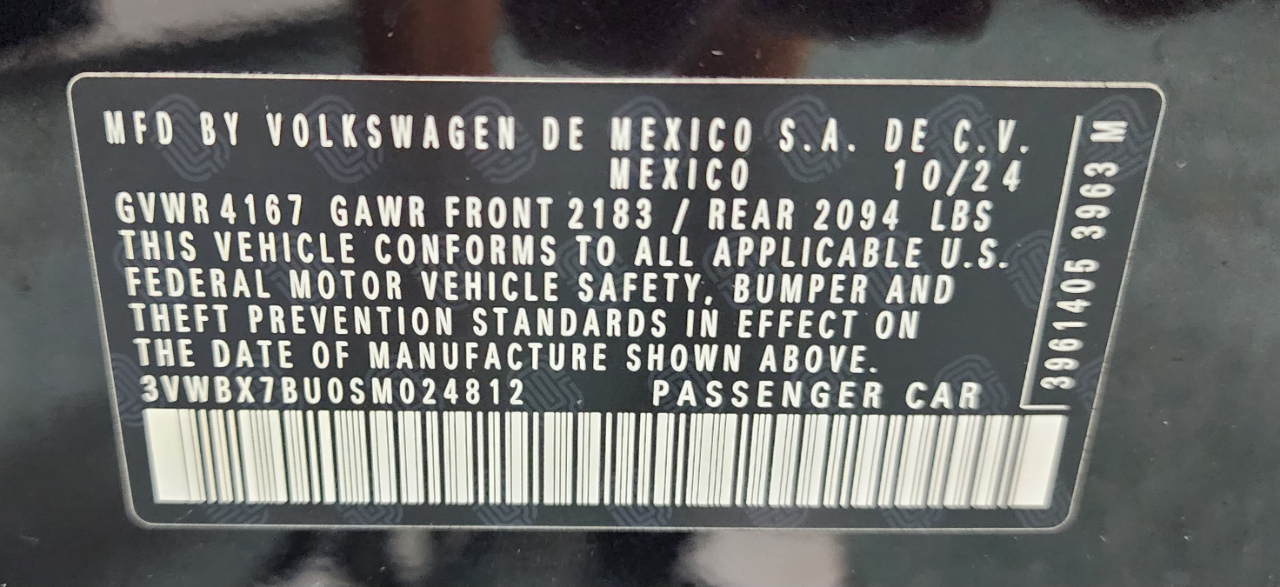 MFD BY VOLKSWAGEN DE MEXICO S.A. DE C.V.
MEXICO 10/24
GVWR 4167 GAWR FRONT 2183 / REAR 2094 LBS
THIS VEHICLE CONFORMS TO ALL APPLICABLE U.S.
FEDERAL MOTOR VEHICLE SAFETY, BUMPER AND
THEFT PREVENTION STANDARDS IN EFFECT ON
THE DATE OF MANUFACTURE SHOWN ABOVE.
3VWBX7BU0SM024812 PASSENGER CAR
3961405 3963 M